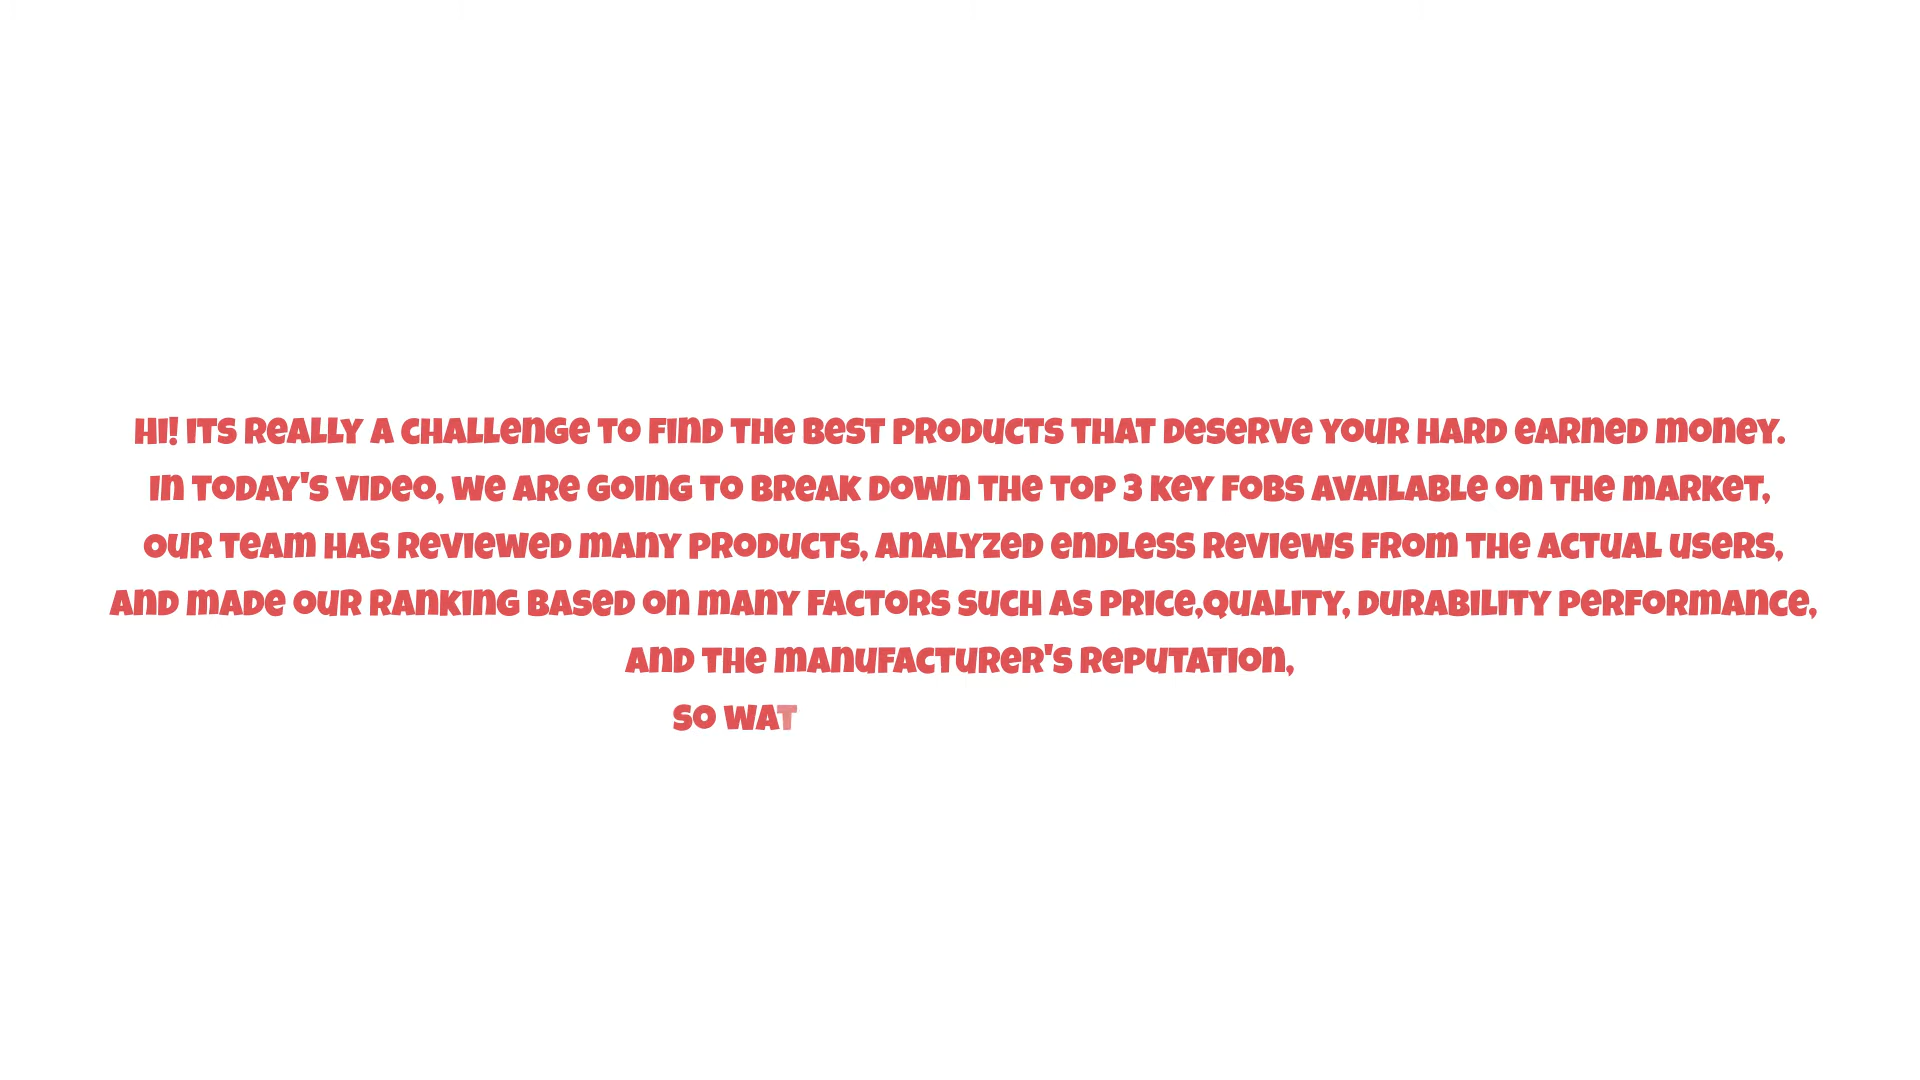 Hi! Its really a challenge to find the best products that deserve your hard earned money.
In today's video, we are going to break down the top 3 key fobs available on the market,
our team has reviewed many products, analyzed endless reviews from the actual users,
and made our ranking based on many factors such as price,quality, durability performance,
and the manufacturer's reputation,
so wat